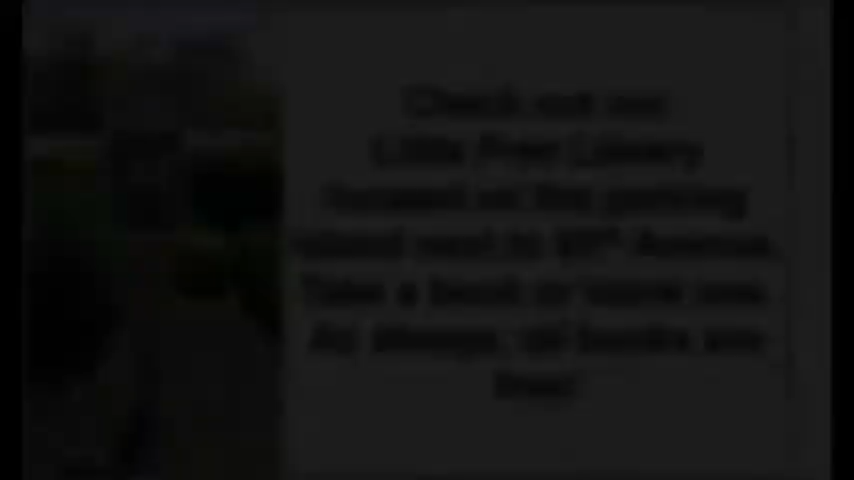 Check out our
Little Free Library
located on the parking
island next to 97th Avenue.
Take a book or leave one.
As always, all books are
free!